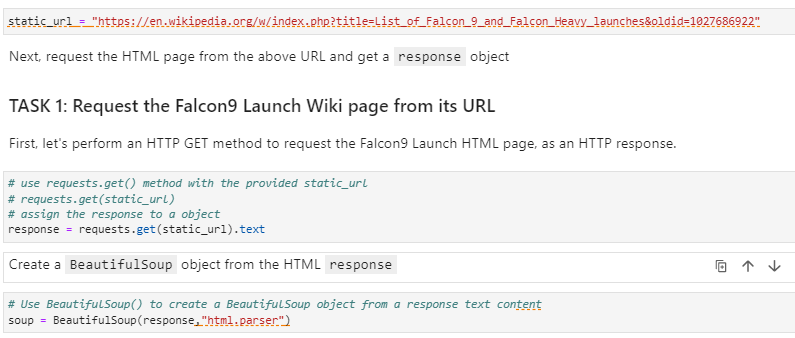 static_url = "https://en.wikipedia.org/w/index.php?title=List_of_Falcon_9_and_Falcon_Heavy_launches&oldid=1027686922"
Next, request the HTML page from the above URL and get a response object
TASK 1: Request the Falcon9 Launch Wiki page from its URL
First, let's perform an HTTP GET method to request the Falcon9 Launch HTML page, as an HTTP response.
# use requests.get() method with the provided static_url
# requests.get(static_url)
# assign the response to a object
response = requests.get(static_url).text
Create a BeautifulSoup object from the HTML response
# Use BeautifulSoup() to create a BeautifulSoup object from a response text content
soup = BeautifulSoup(response,"html.parser")